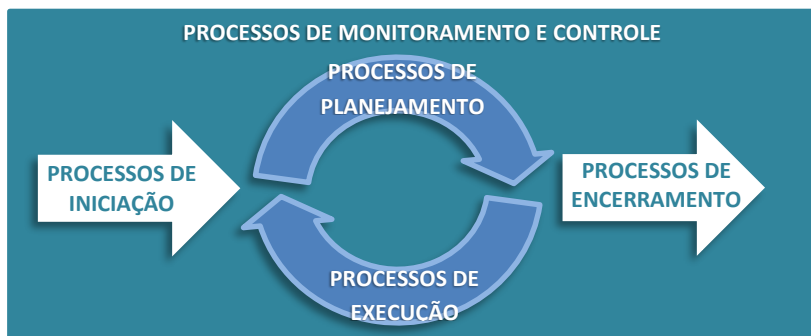 PROCESSOS DE MONITORAMENTO E CONTROLE
PROCESSOS DE
PLANEJAMENTO
PROCESSOS DE
INICIAÇÃO
PROCESSOS DE
ENCERRAMENTO
PROCESSOS DE
EXECUÇÃO